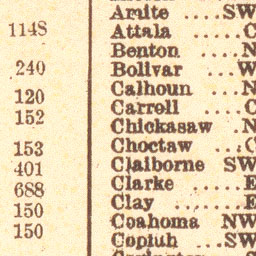 Amite ....SW
1148 Attala .....C
Benton ...N
240 Bolivar ...W
120 Calhoun ...N
152 Carroll ....C
Chickasaw .N
153 Choctaw ...C
401 Claiborne SW
688 Clarke .....E
150 Clay .......E
150 Coahoma NW
Copiah ...SW